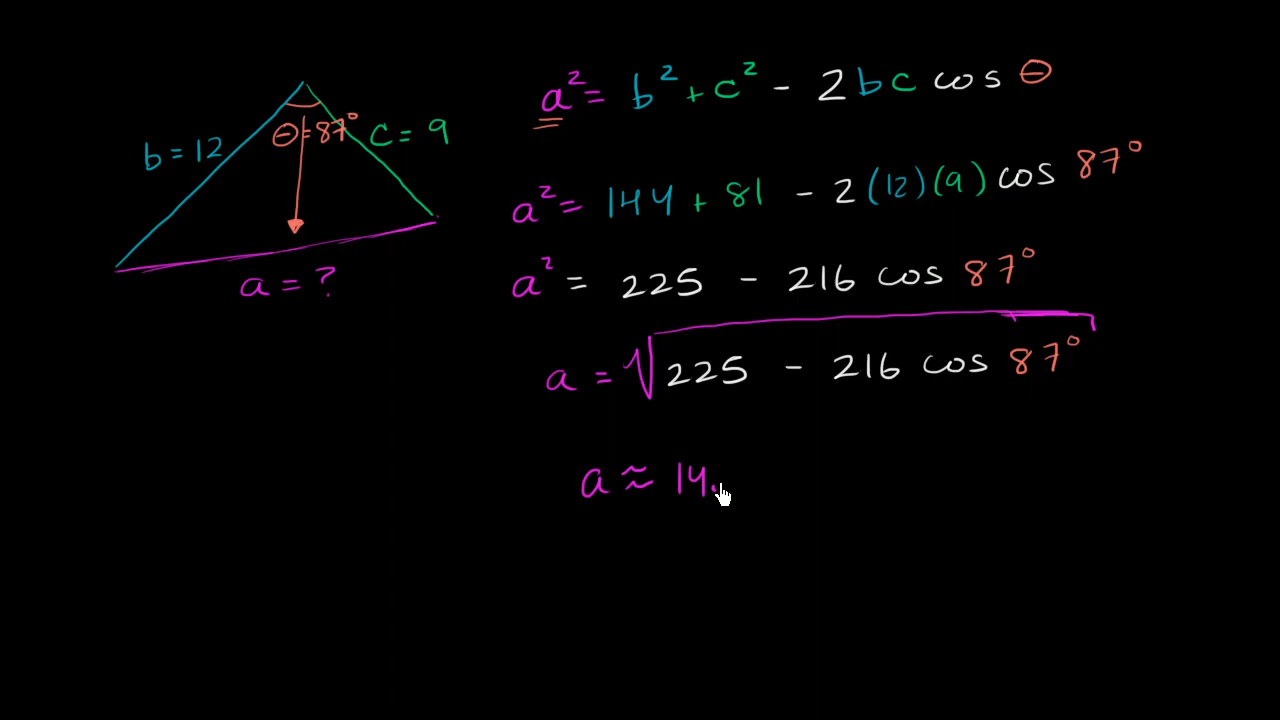 a² = b² + c² - 2bc cos θ
b = 12
θ = 87°
c = 9
a² = 144 + 81 - 2(12)(9) cos 87°
a = ?
a² = 225 - 216 cos 87°
a = √225 - 216 cos 87°
a ≈ 14.